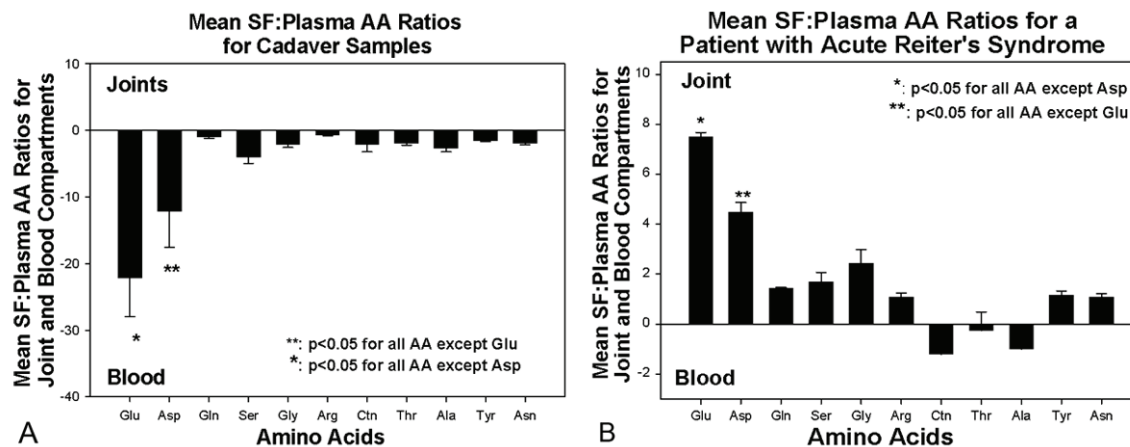 Mean SF:Plasma AA Ratios
for Cadaver Samples
Mean SF:Plasma AA Ratios for
Joint and Blood Compartments
10
0
-10
-20
-30
-40
Joints
**
*
**: p<0.05 for all AA except Glu
*: p<0.05 for all AA except Asp
Blood
Glu Asp Gln Ser Gly Arg Ctn Thr Ala Tyr Asn
A
Amino Acids
Mean SF:Plasma AA Ratios for a
Patient with Acute Reiter's Syndrome
Mean SF:Plasma AA Ratios for
Joint and Blood Compartments
10
8
6
4
2
0
-2
Joint
*: p<0.05 for all AA except Asp
**: p<0.05 for all AA except Glu
*
**
Blood
Glu Asp Gln Ser Gly Arg Ctn Thr Ala Tyr Asn
B
Amino Acids